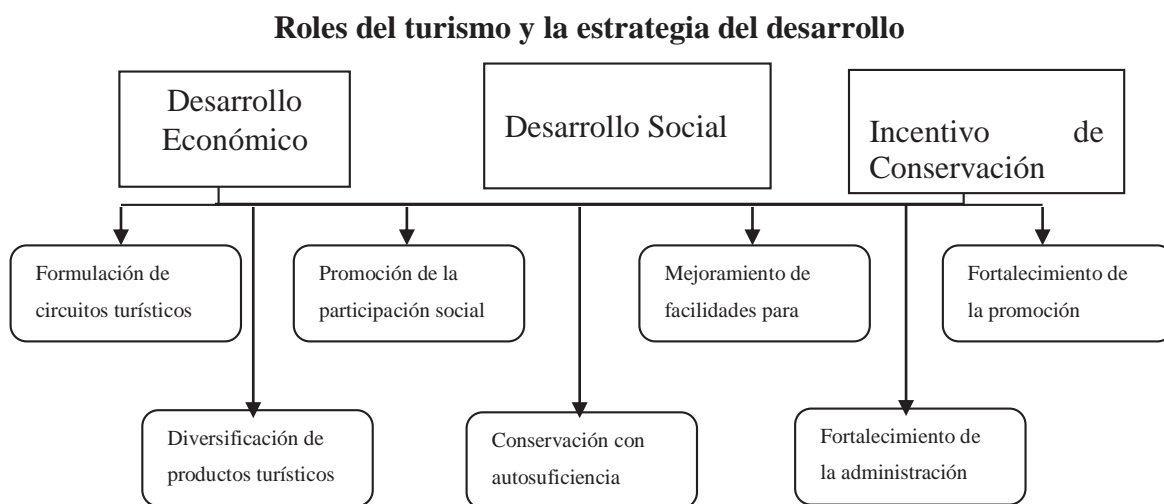 Roles del turismo y la estrategia del desarrollo
Desarrollo
Económico
Desarrollo Social
Incentivo de
Conservación
Formulación de
circuitos turísticos
Promoción de la
participación social
Mejoramiento de
facilidades para
Fortalecimiento de
la promoción
Diversificación de
productos turísticos
Conservación con
autosuficiencia
Fortalecimiento de
la administración